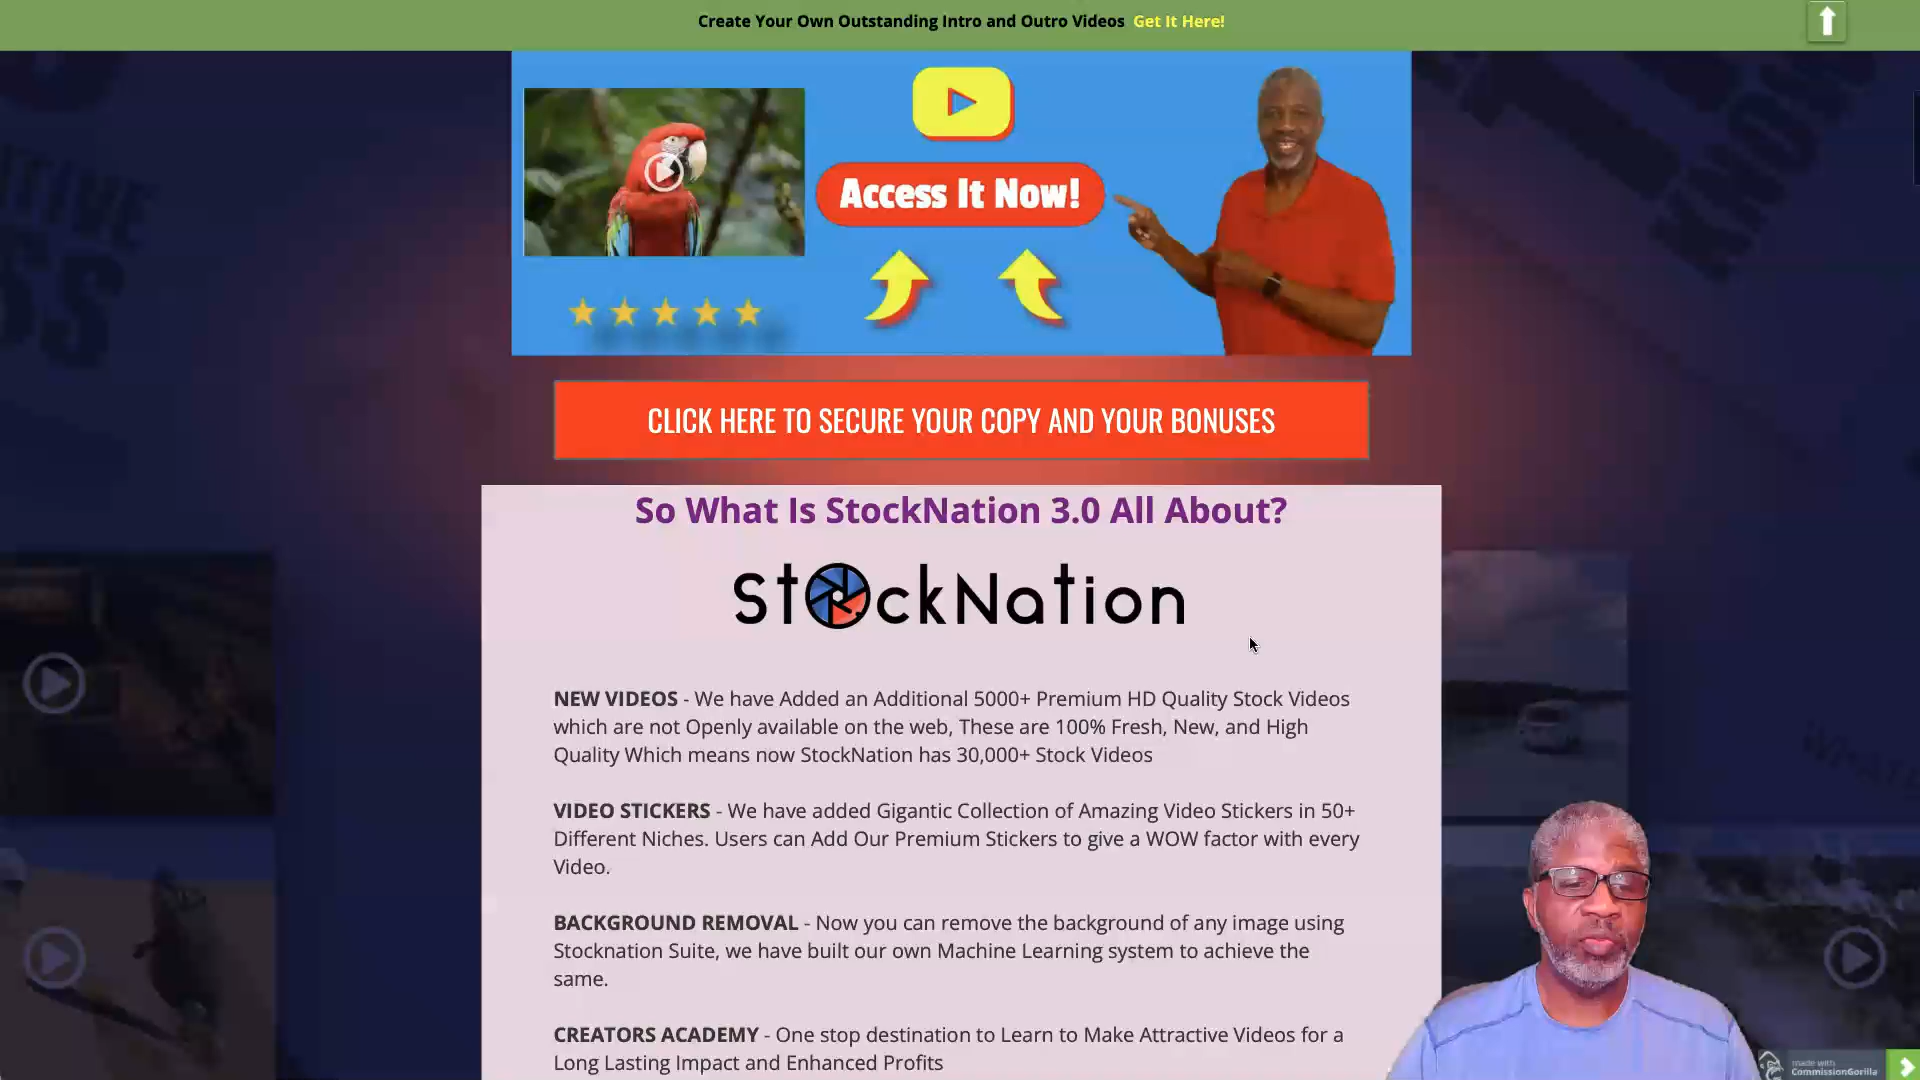 Create Your Own Outstanding Intro and Outro Videos Get It Here!
Access It Now!
CLICK HERE TO SECURE YOUR COPY AND YOUR BONUSES
So What Is StockNation 3.0 All About?
StockNation
NEW VIDEOS - We have Added an Additional 5000+ Premium HD Quality Stock Videos
which are not Openly available on the web, These are 100% Fresh, New, and High
Quality Which means now StockNation has 30,000+ Stock Videos
VIDEO STICKERS - We have added Gigantic Collection of Amazing Video Stickers in 50+
Different Niches. Users can Add Our Premium Stickers to give a WOW factor with every
Video.
BACKGROUND REMOVAL - Now you can remove the background of any image using
Stocknation Suite, we have built our own Machine Learning system to achieve the
same.
CREATORS ACADEMY - One stop destination to Learn to Make Attractive Videos for a
Long Lasting Impact and Enhanced Profits
made with
CommissionGorilla